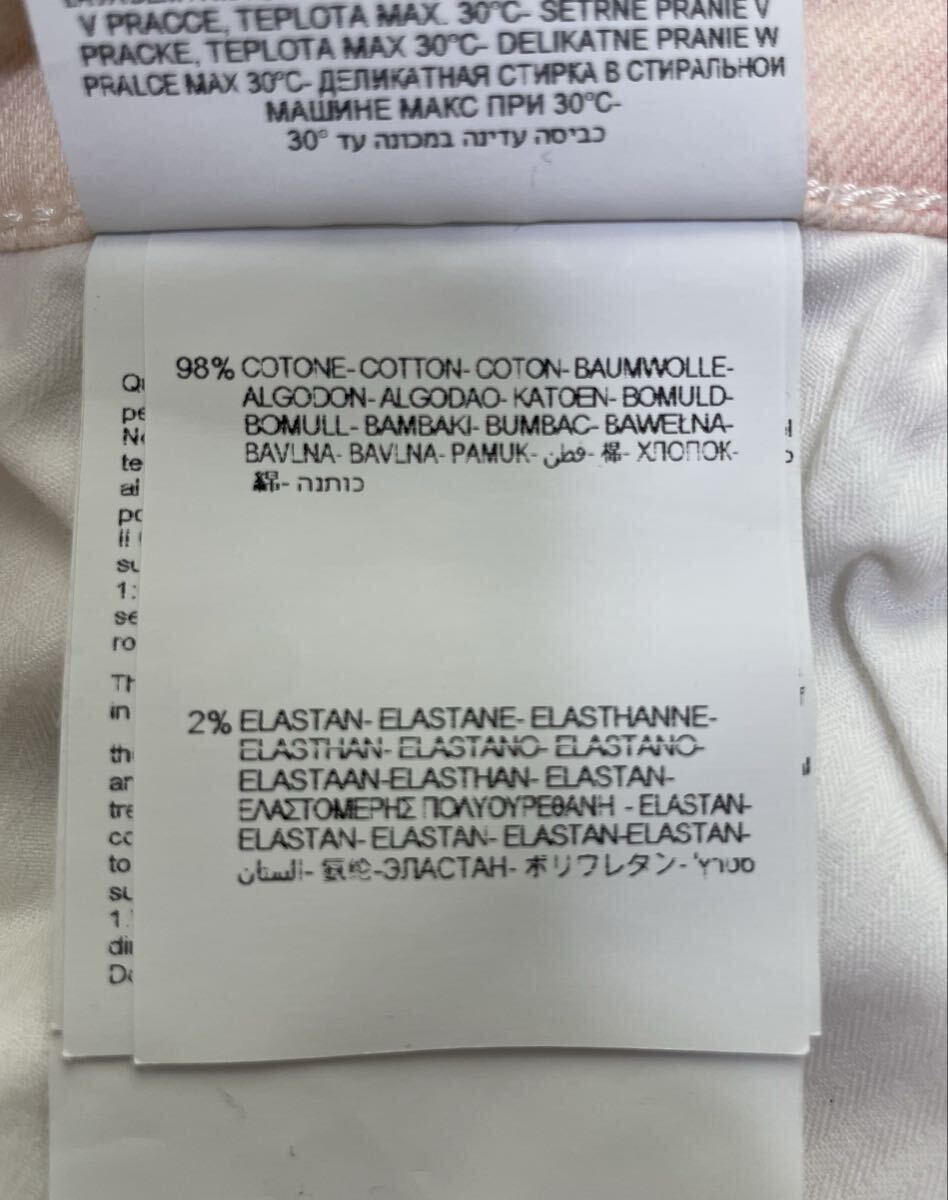 V PRACCE, TEPLOTA MAX. 30°C- SETRNE PRANIE V
PRACKE, TEPLOTA MAX 30°C- DELIKATNE PRANIE W
PRALCE MAX 30°C- ДЕЛИКАТНАЯ СТИРКА В СТИРАЛЬНОЙ
МАШИНЕ МАКС ПРИ 30°C-
כביסה עדינה במכונה עד 30°
98% COTONE- COTTON- COTON- BAUMWOLLE-
ALGODON- ALGODAO- KATOEN- BOMULD-
BOMULL- BAMBAKI- BUMBAC- BAWEŁNA-
BAVLNA- BAVLNA- PAMUK- قطن- 棉- ХЛОПОК-
綿- כותנה
2% ELASTAN- ELASTANE- ELASTHANNE-
ELASTHAN- ELASTANO- ELASTANO-
ELASTAAN-ELASTHAN- ELASTAN-
ΕΛΑΣΤΟΜΕΡΗΣ ΠΟΛΥΟΥΡΕΘΑΝΗ - ELASTAN-
ELASTAN- ELASTAN- ELASTAN-ELASTAN-
الستان- 氨纶-ЭЛАСТАН- ポリウレタン- סטרץ'